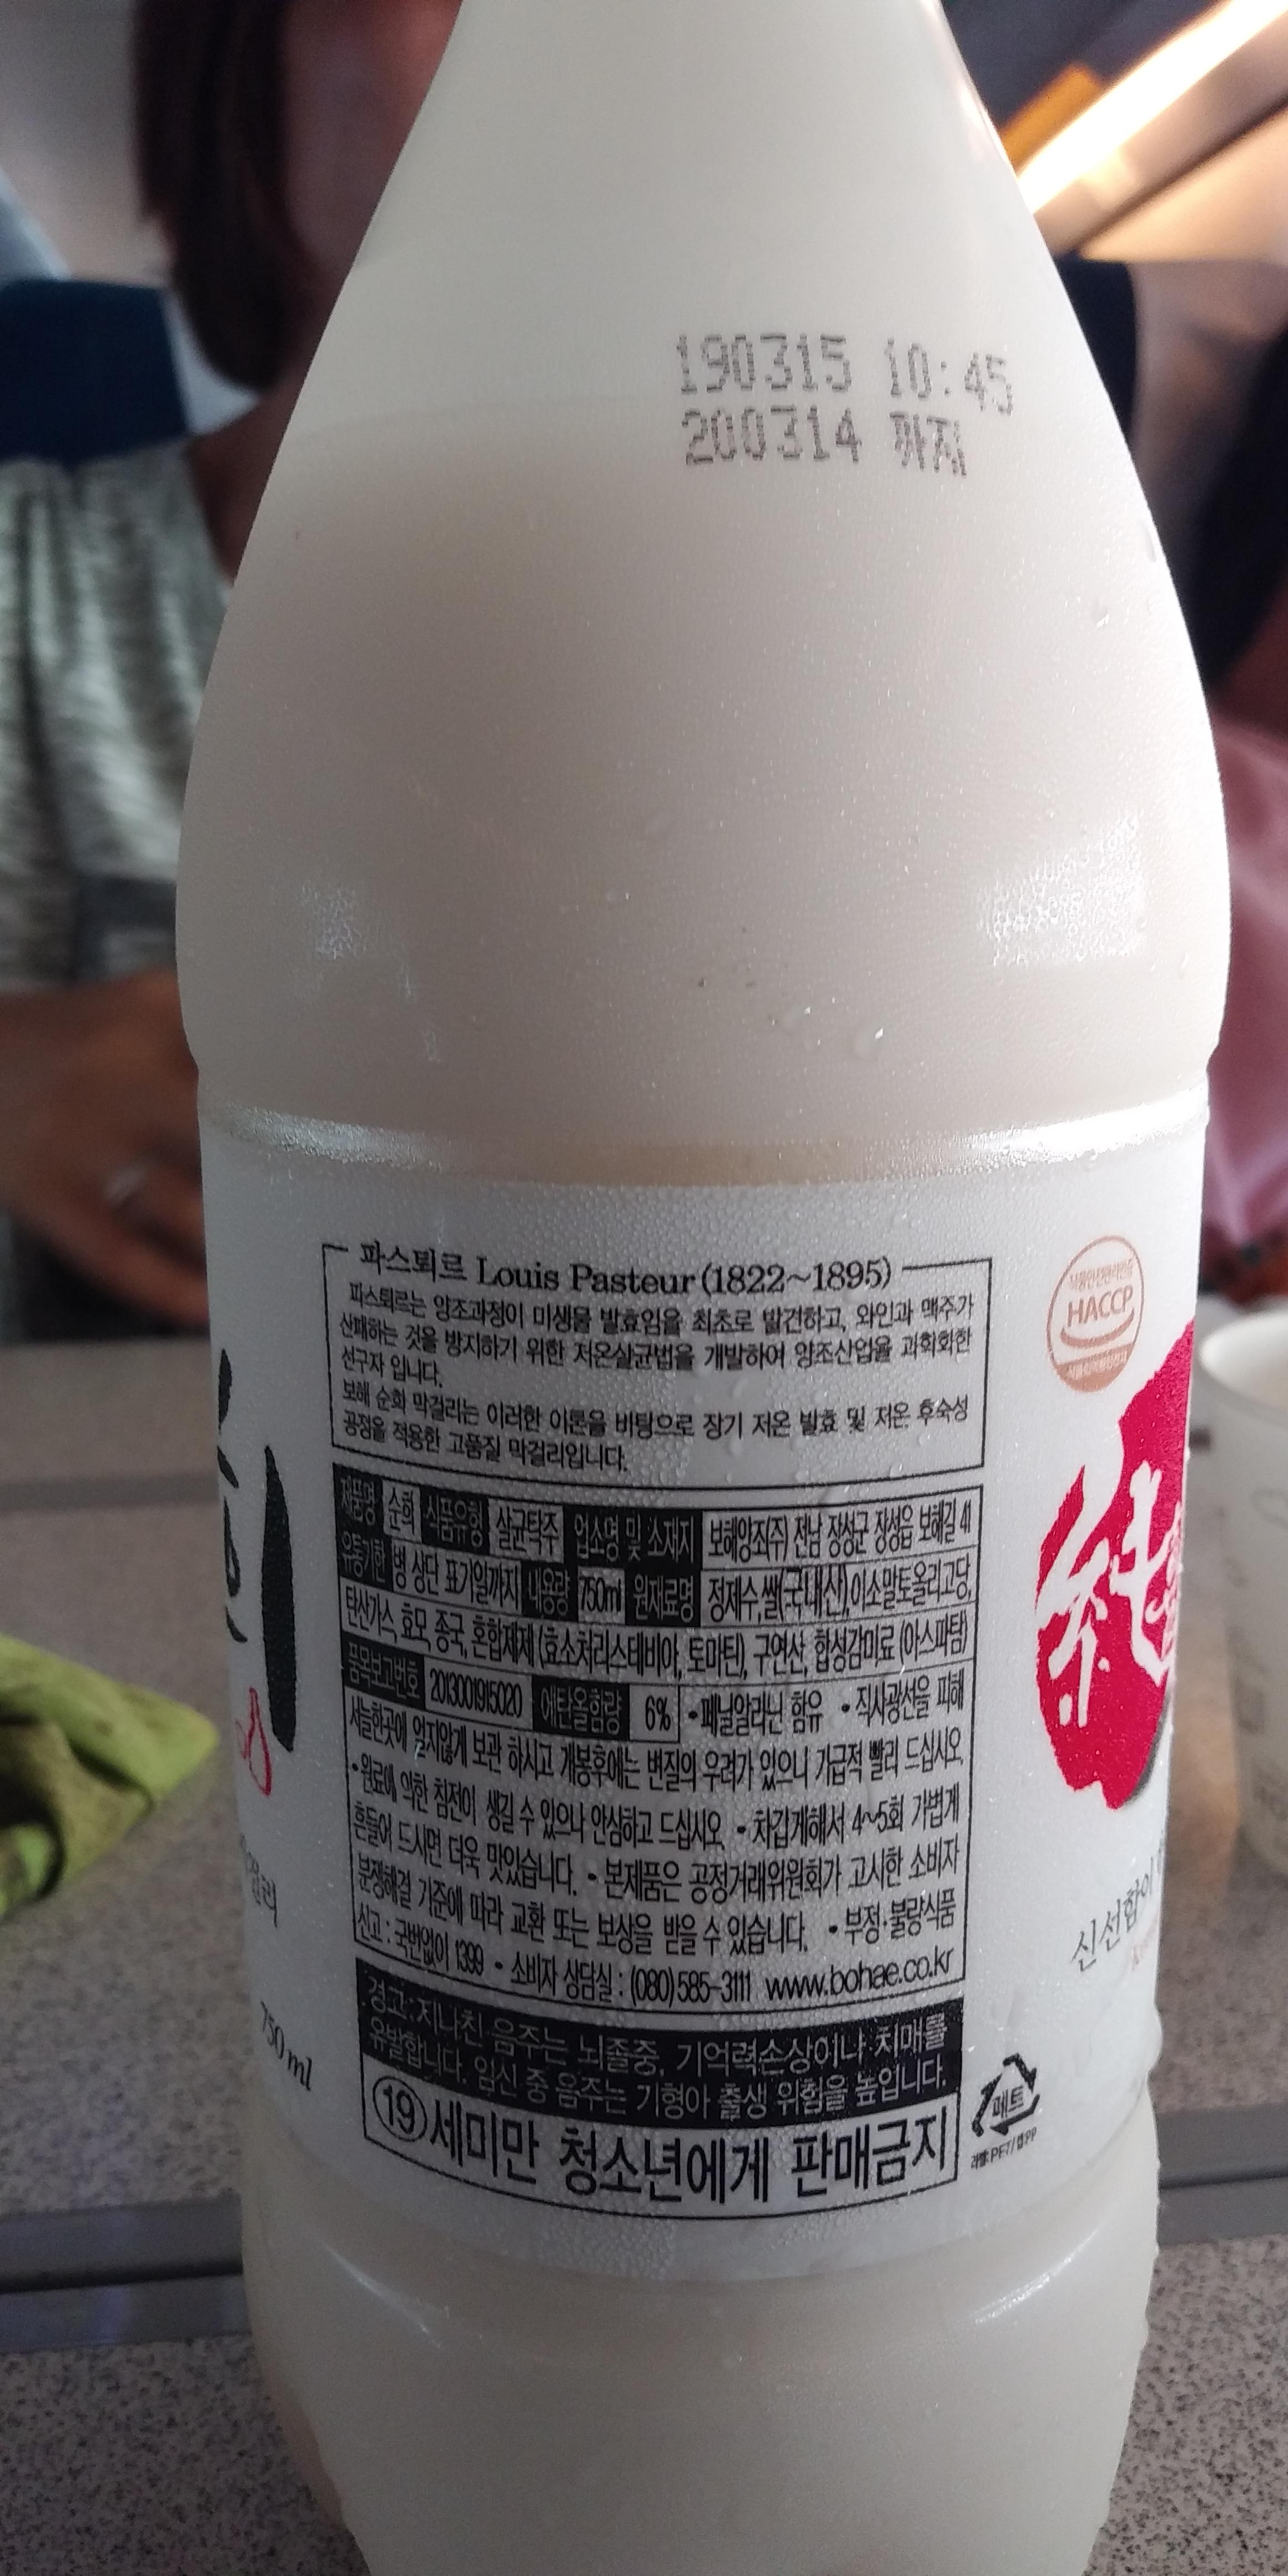 190315 10:45
200314 까지
파스퇴르 Louis Pasteur (1822~1895)
파스퇴르는 양조과정이 미생물 발효임을 최초로 발견하고, 와인과 맥주가
산패하는 것을 방지하기 위한 저온살균법을 개발하여 양조산업을 과학화한
선구자 입니다.
보해 순희 막걸리는 이러한 이론을 바탕으로 장기 저온 발효 및 저온 후숙성
공정을 적용한 고품질 막걸리입니다.
제품명 순희 식품유형 살균탁주 업소명 및 소재지 보해양조(주) 전남 장성군 장성읍 보해길 41
유통기한 병 상단 표기일까지 내용량 750ml 원재료명 정제수,쌀(국내산),이소말토올리고당,
탄산가스, 효모, 종국, 혼합제제(효소처리스테비아, 토마틴), 구연산, 합성감미료(아스파탐)
품목보고번호 2013001915020 에탄올함량 6% •페닐알라닌 함유 •직사광선을 피해
서늘한곳에 얼지않게 보관 하시고 개봉후에는 변질의 우려가 있으니 가급적 빨리 드십시오.
•원료에 의한 침전이 생길 수 있으나 안심하고 드십시오. •차갑게해서 4~5회 가볍게
흔들어 드시면 더욱 맛있습니다. •본제품은 공정거래위원회가 고시한 소비자
분쟁해결 기준에 따라 교환 또는 보상을 받을 수 있습니다. •부정·불량식품
신고 : 국번없이 1399 •소비자 상담실 : (080)585-3111 www.bohae.co.kr
경고 : 지나친 음주는 뇌졸중, 기억력손상이나 치매를
유발합니다. 임신 중 음주는 기형아 출생 위험을 높입니다.
19세미만 청소년에게 판매금지
HACCP
純
신선함이
750 ml
페트
라벨:PET/캡:PP